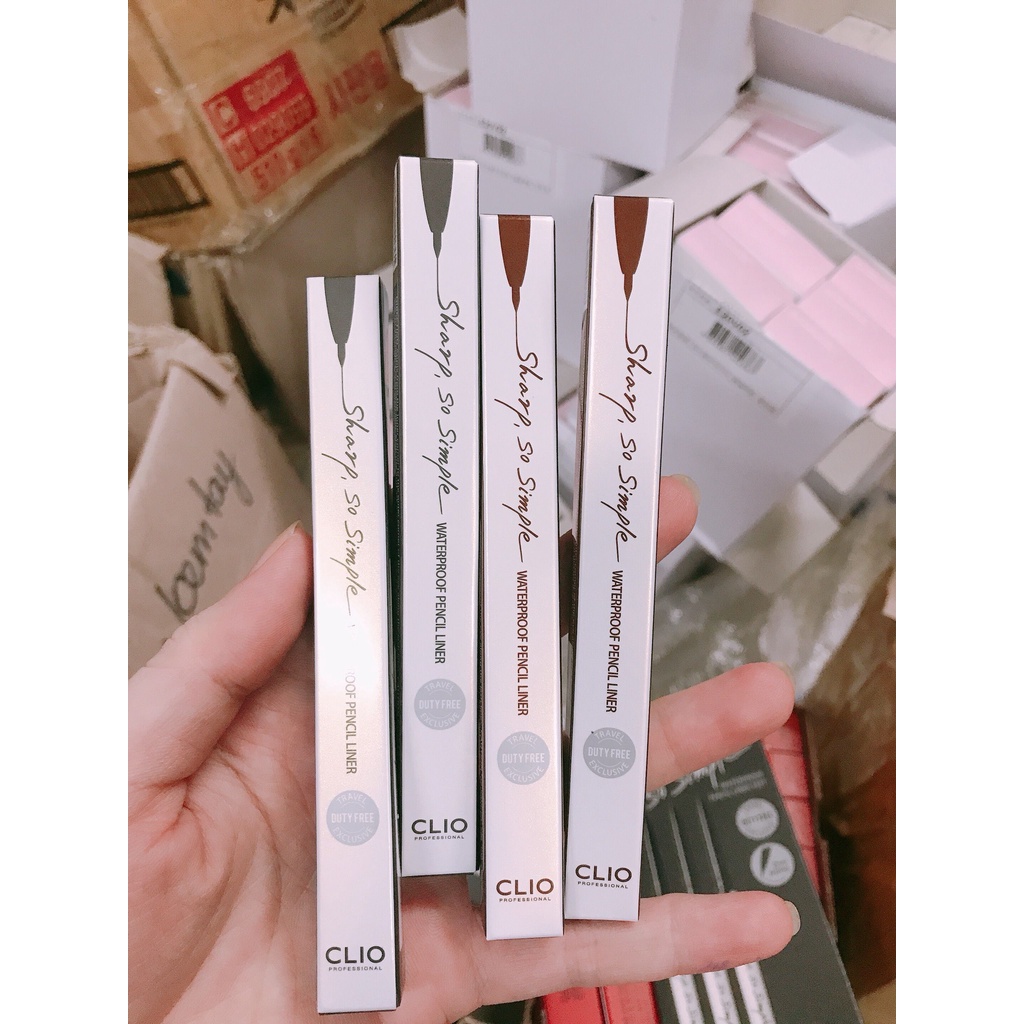 Sharp, So Simple
OOF PENCIL LINER
TRAVEL
DUTY FREE
EXCLUSIVE
CLIO
PROFESSIONAL
Sharp, So Simple
WATERPROOF PENCIL LINER
TRAVEL
DUTY FREE
EXCLUSIVE
CLIO
PROFESSIONAL
Sharp, So Simple
WATERPROOF PENCIL LINER
TRAVEL
DUTY FREE
EXCLUSIVE
CLIO
PROFESSIONAL
Sharp, So Simple
WATERPROOF PENCIL LINER
TRAVEL
DUTY FREE
EXCLUSIVE
CLIO
PROFESSIONAL